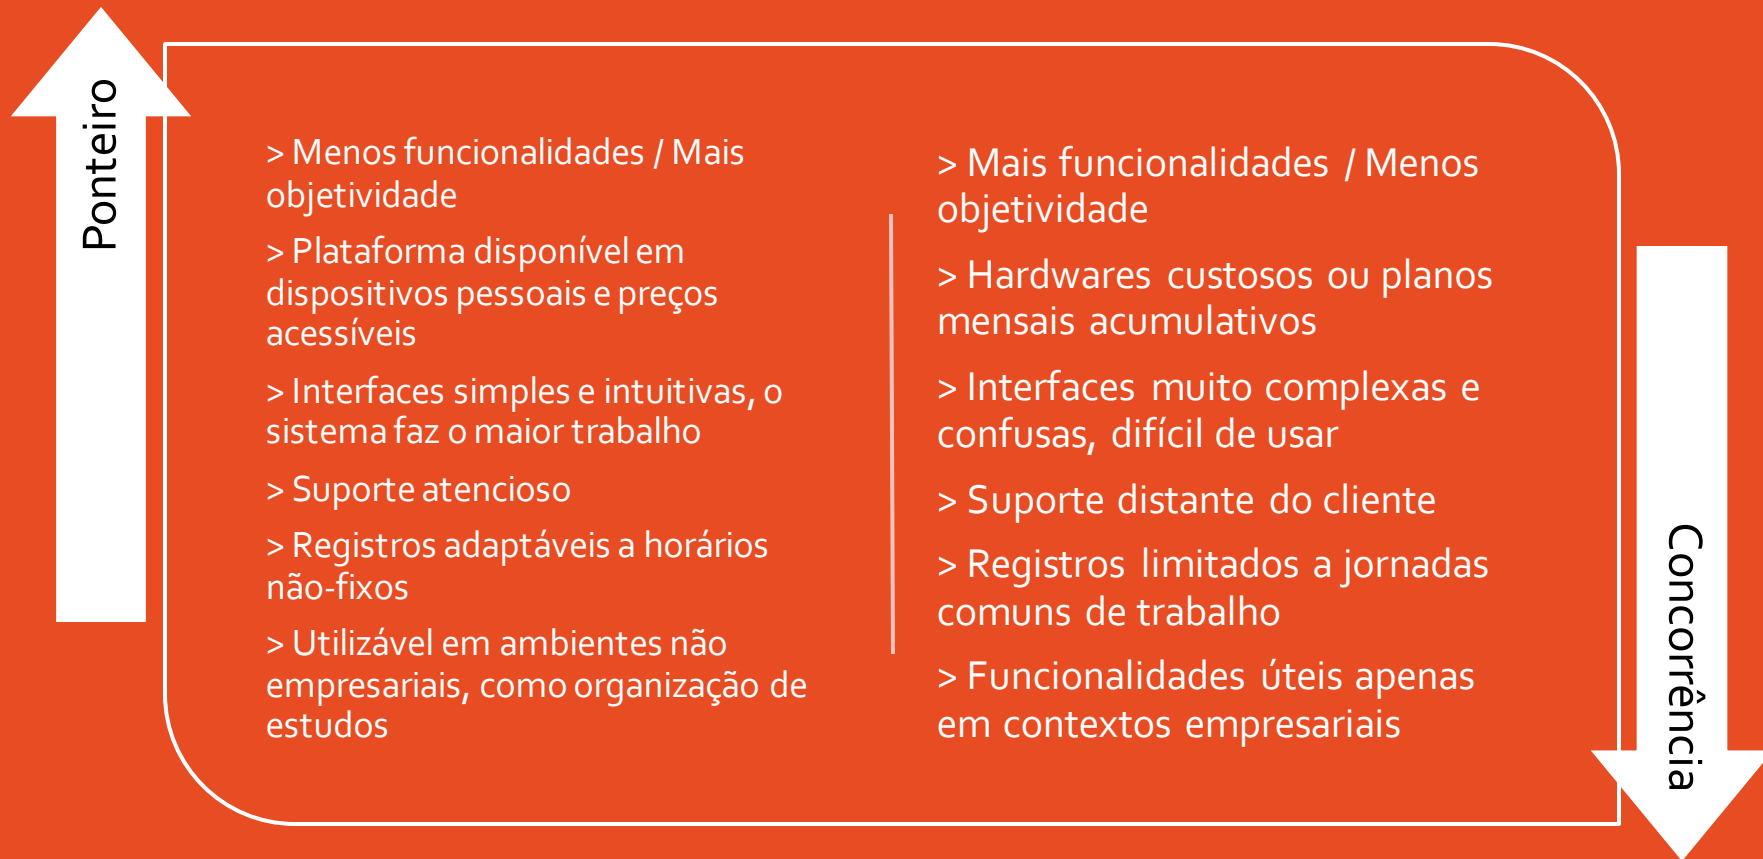 Ponteiro
> Menos funcionalidades / Mais
objetividade
> Plataforma disponível em
dispositivos pessoais e preços
acessíveis
> Interfaces simples e intuitivas, o
sistema faz o maior trabalho
> Suporte atencioso
> Registros adaptáveis a horários
não-fixos
> Utilizável em ambientes não
empresariais, como organização de
estudos
> Mais funcionalidades / Menos
objetividade
> Hardwares custosos ou planos
mensais acumulativos
> Interfaces muito complexas e
confusas, difícil de usar
> Suporte distante do cliente
> Registros limitados a jornadas
comuns de trabalho
> Funcionalidades úteis apenas
em contextos empresariais
Concorrência